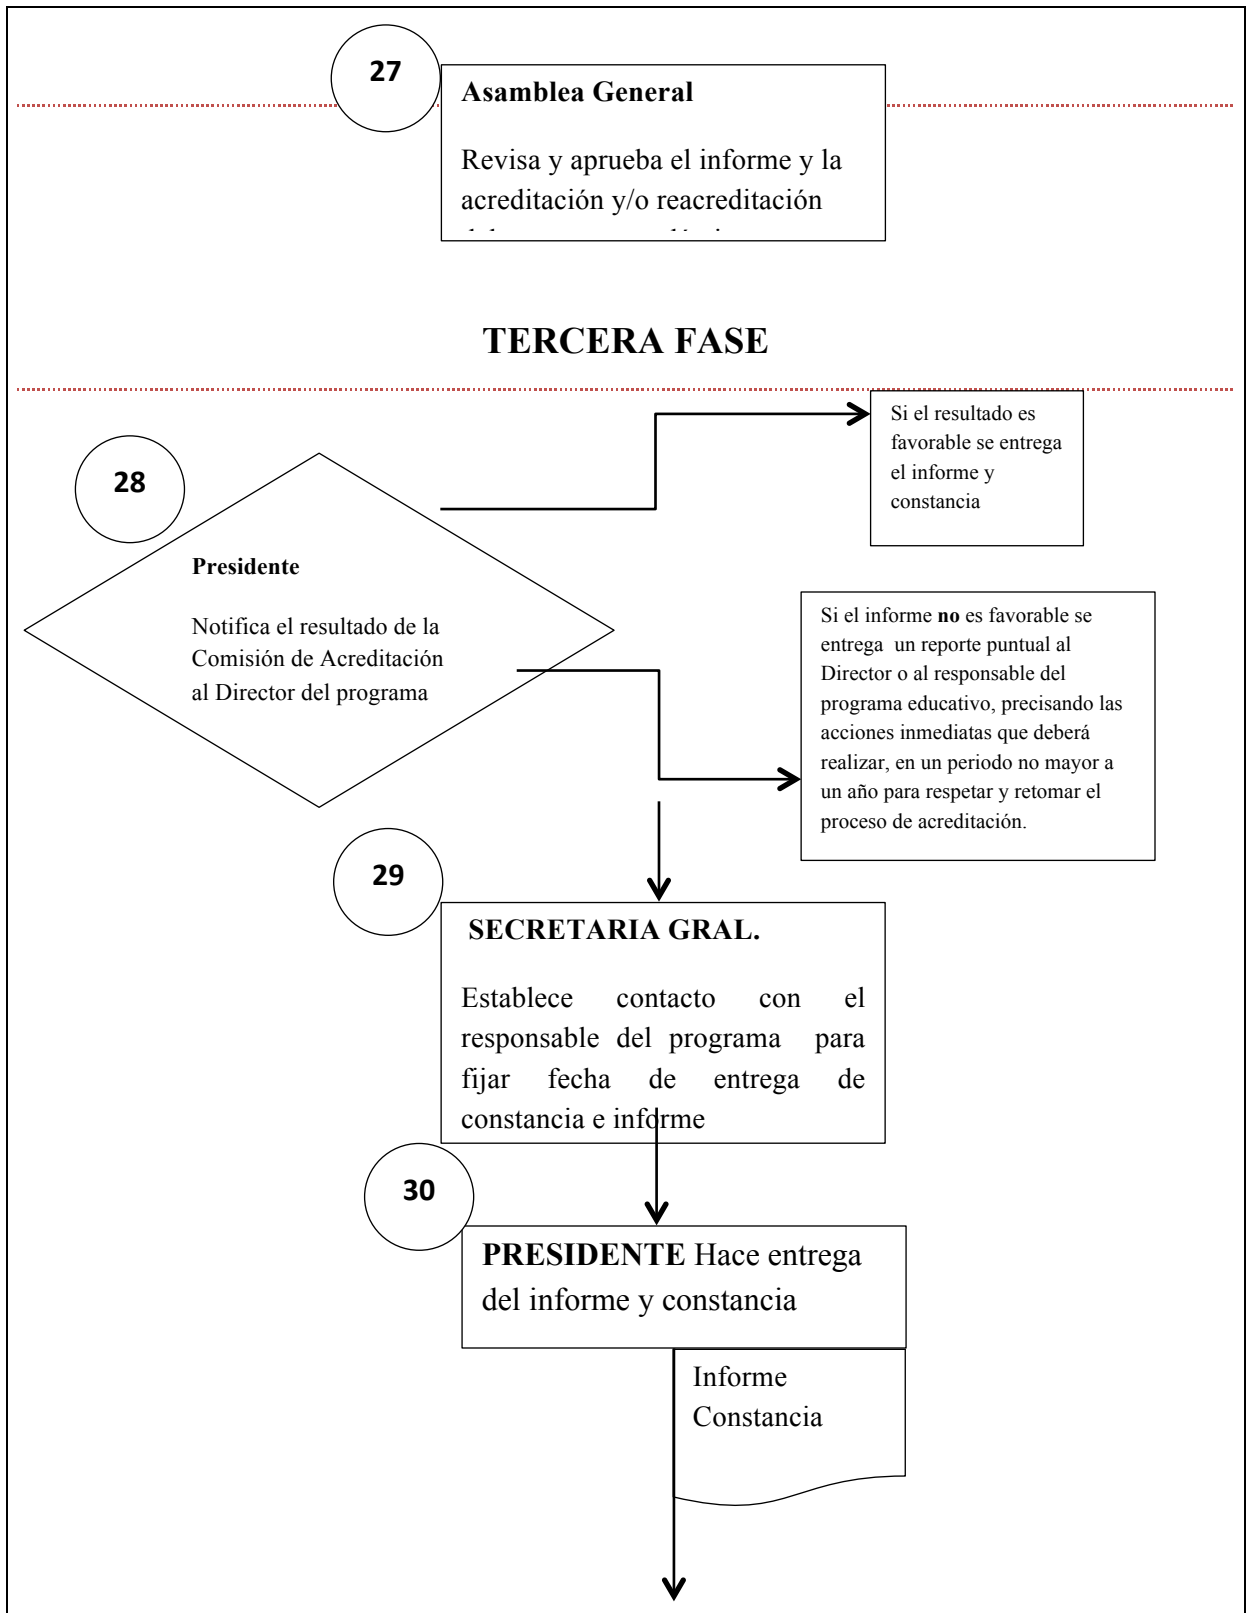 27
Asamblea General
Revisa y aprueba el informe y la
acreditación y/o reacreditación
TERCERA FASE
Si el resultado es
favorable se entrega
el informe y
constancia
28
Presidente
Notifica el resultado de la
Comisión de Acreditación
al Director del programa
Si el informe no es favorable se
entrega un reporte puntual al
Director o al responsable del
programa educativo, precisando las
acciones inmediatas que deberá
realizar, en un periodo no mayor a
un año para respetar y retomar el
proceso de acreditación.
29
SECRETARIA GRAL.
Establece contacto con el
responsable del programa para
fijar fecha de entrega de
constancia e informe
30
PRESIDENTE Hace entrega
del informe y constancia
Informe
Constancia